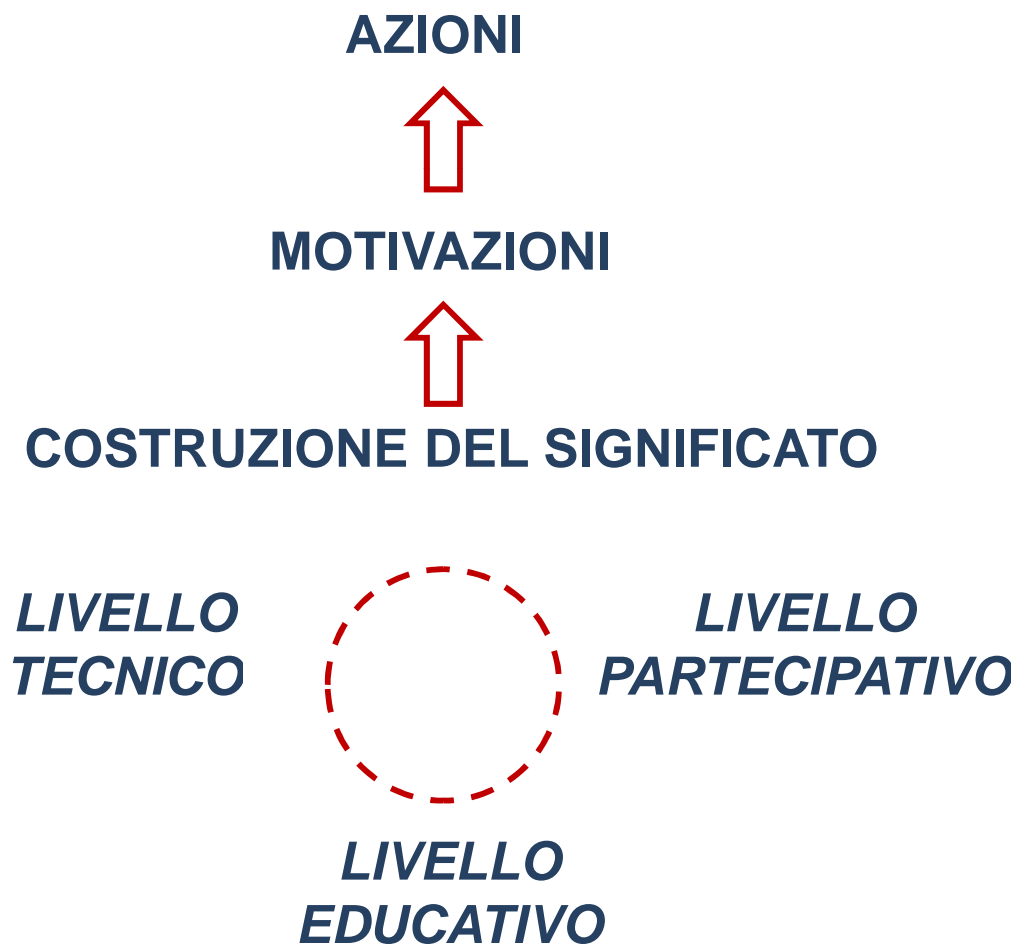 AZIONI
MOTIVAZIONI
COSTRUZIONE DEL SIGNIFICATO
LIVELLO
TECNICO
LIVELLO
PARTECIPATIVO
LIVELLO
EDUCATIVO